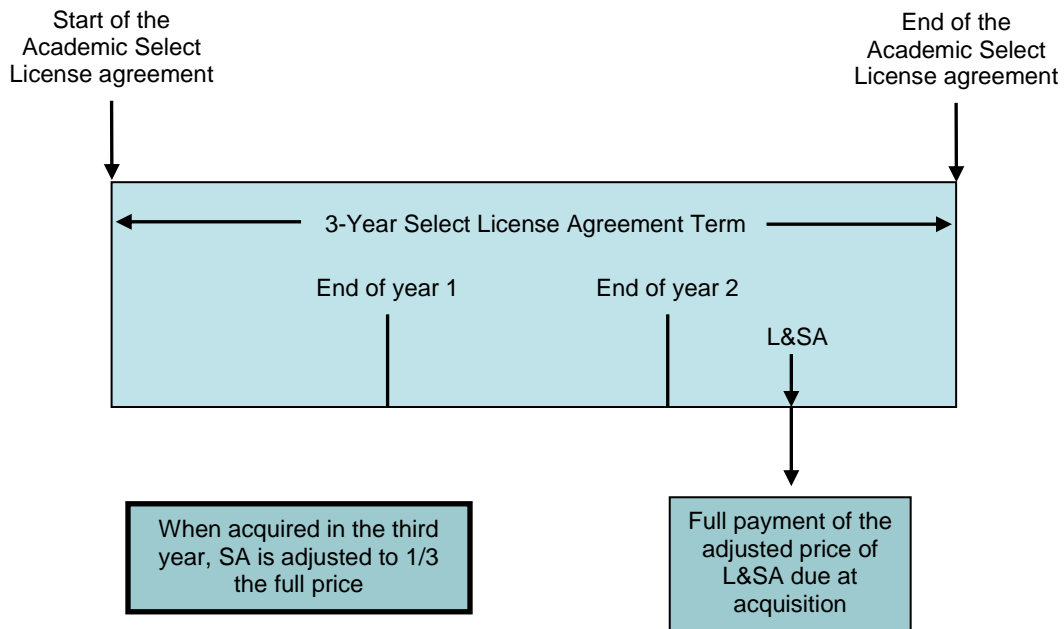 Start of the
Academic Select
License agreement
End of the
Academic Select
License agreement
3-Year Select License Agreement Term
End of year 1
End of year 2
L&SA
When acquired in the third
year, SA is adjusted to 1/3
the full price
Full payment of the
adjusted price of
L&SA due at
acquisition